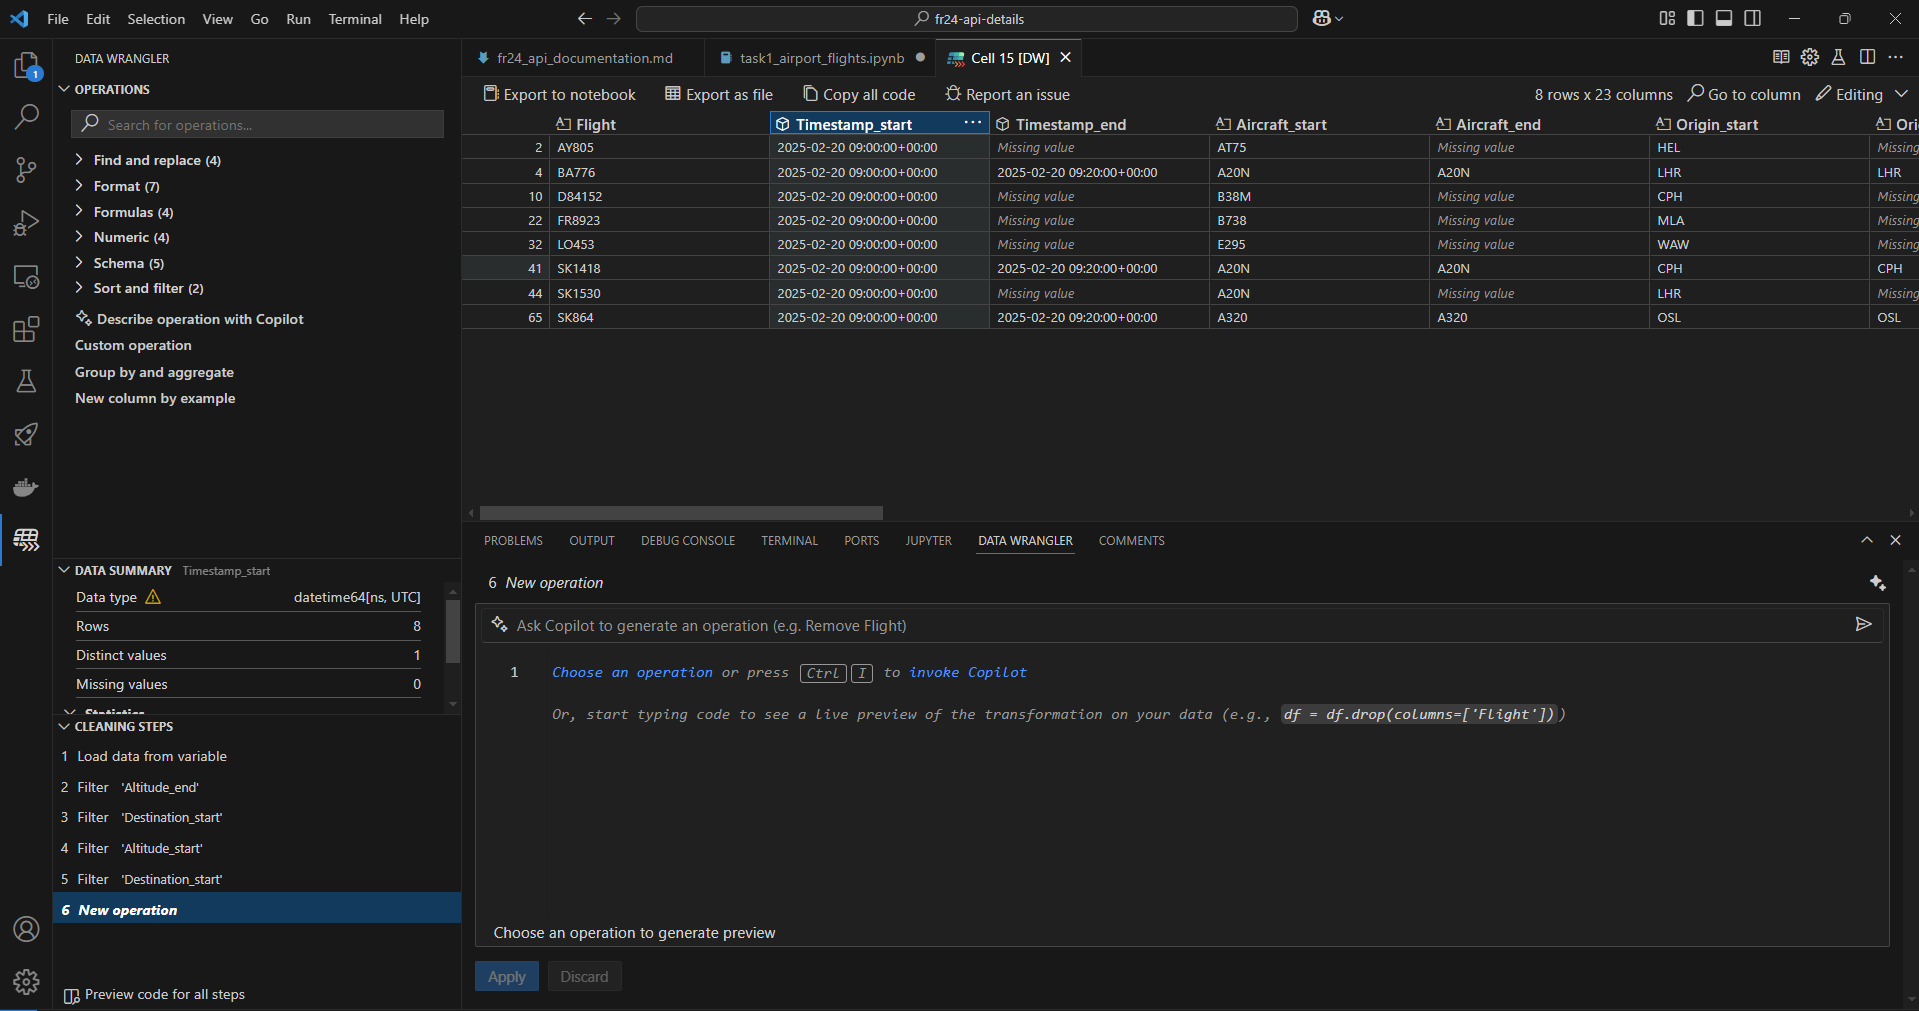 File Edit Selection View Go Run Terminal Help
fr24-api-details
DATA WRANGLER
OPERATIONS
Search for operations...
Find and replace (4)
Format (7)
Formulas (4)
Numeric (4)
Schema (5)
Sort and filter (2)
Describe operation with Copilot
Custom operation
Group by and aggregate
New column by example
DATA SUMMARY Timestamp_start
Data type datetime64[ns, UTC]
Rows 8
Distinct values 1
Missing values 0
Statistics
CLEANING STEPS
1 Load data from variable
2 Filter 'Altitude_end'
3 Filter 'Destination_start'
4 Filter 'Altitude_start'
5 Filter 'Destination_start'
6 New operation
Preview code for all steps
1
fr24_api_documentation.md task1_airport_flights.ipynb Cell 15 [DW]
Export to notebook Export as file Copy all code Report an issue 8 rows x 23 columns Go to column Editing
Flight Timestamp_start ... Timestamp_end Aircraft_start Aircraft_end Origin_start Ori
2 AY805 2025-02-20 09:00:00+00:00 Missing value AT75 Missing value HEL Missing
4 BA776 2025-02-20 09:00:00+00:00 2025-02-20 09:20:00+00:00 A20N A20N LHR LHR
10 D84152 2025-02-20 09:00:00+00:00 Missing value B38M Missing value CPH Missing
22 FR8923 2025-02-20 09:00:00+00:00 Missing value B738 Missing value MLA Missing
32 LO453 2025-02-20 09:00:00+00:00 Missing value E295 Missing value WAW Missing
41 SK1418 2025-02-20 09:00:00+00:00 2025-02-20 09:20:00+00:00 A20N A20N CPH CPH
44 SK1530 2025-02-20 09:00:00+00:00 Missing value A20N Missing value LHR Missing
65 SK864 2025-02-20 09:00:00+00:00 2025-02-20 09:20:00+00:00 A320 A320 OSL OSL
PROBLEMS OUTPUT DEBUG CONSOLE TERMINAL PORTS JUPYTER DATA WRANGLER COMMENTS
6 New operation
Ask Copilot to generate an operation (e.g. Remove Flight)
1 Choose an operation or press Ctrl I to invoke Copilot
Or, start typing code to see a live preview of the transformation on your data (e.g., df = df.drop(columns=['Flight']))
Choose an operation to generate preview
Apply Discard